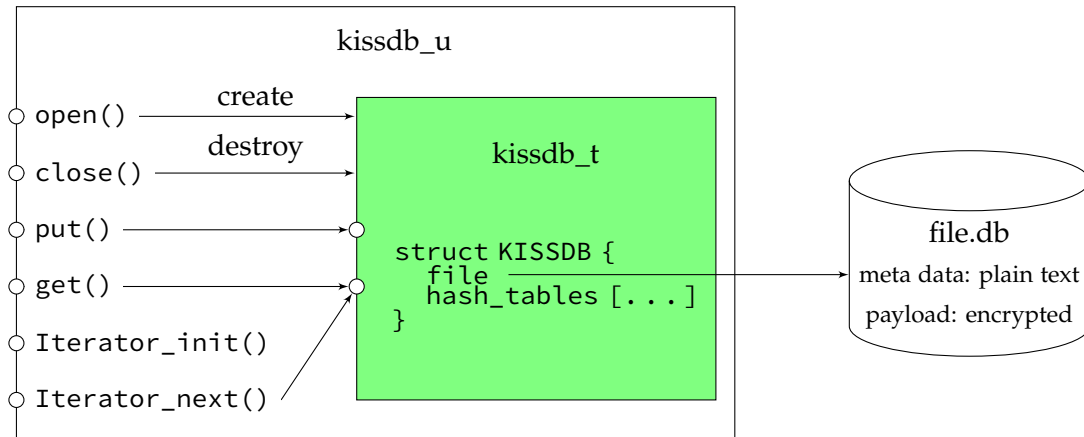 kissdb_u
open()
create
close()
destroy
put()
get()
Iterator_init()
Iterator_next()
kissdb_t
struct KISSDB {
file
hash_tables [...]
}
file.db
meta data: plain text
payload: encrypted